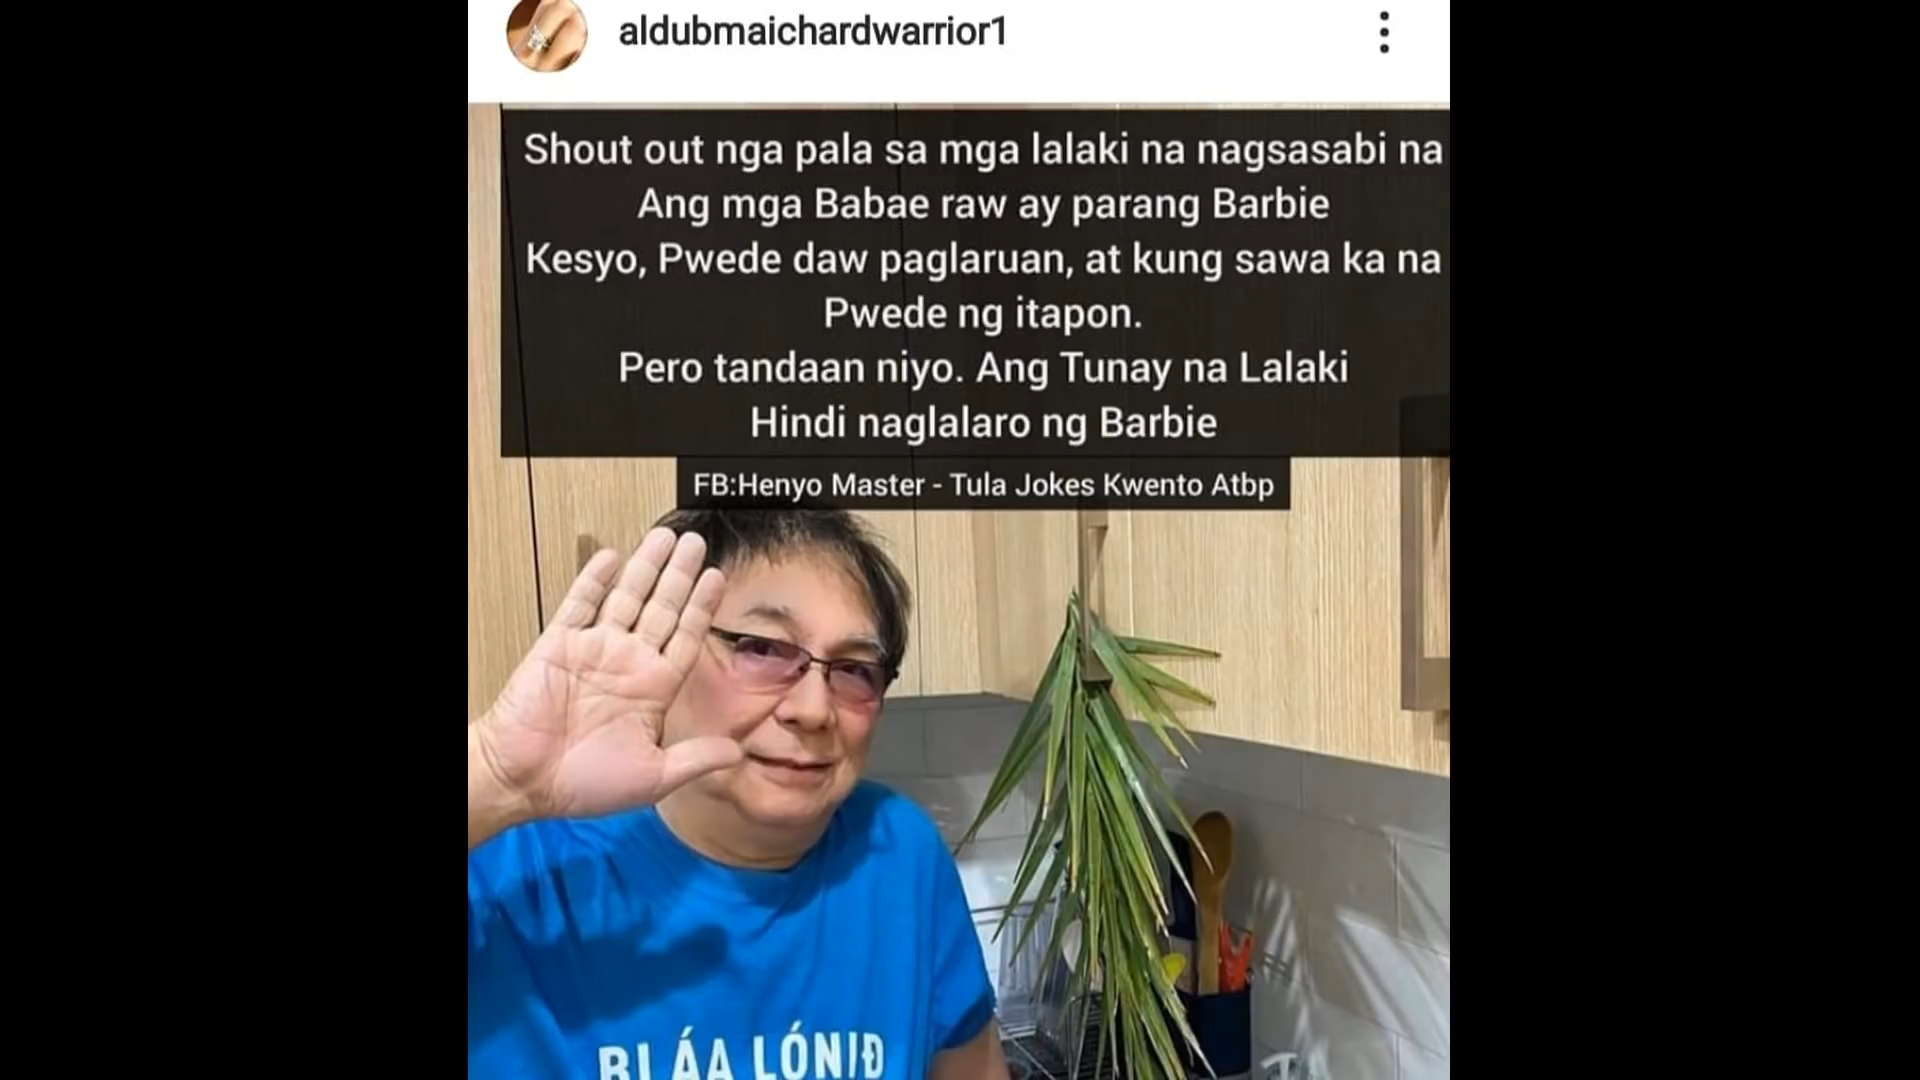 aldubmaichardwarrior1
Shout out nga pala sa mga lalaki na nagsasabi na
Ang mga Babae raw ay parang Barbie
Kesyo, Pwede daw paglaruan, at kung sawa ka na
Pwede ng itapon.
Pero tandaan niyo. Ang Tunay na Lalaki
Hindi naglalaro ng Barbie
FB:Henyo Master - Tula Jokes Kwento Atbp
BLÁA LÓNIÐ